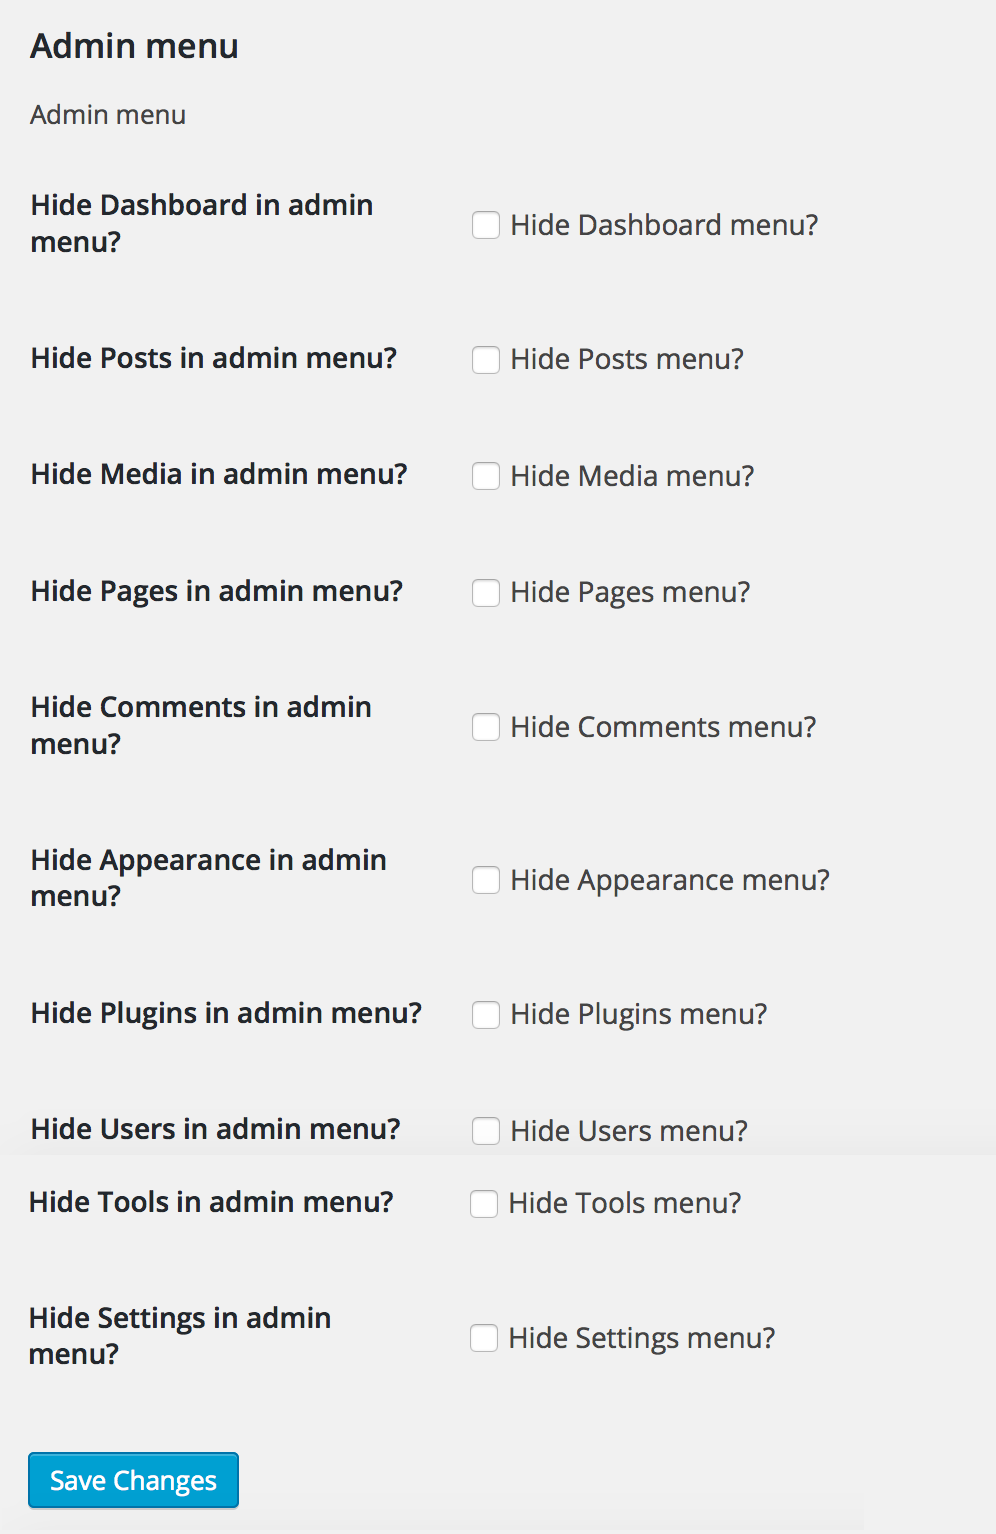 Admin menu
Admin menu
Hide Dashboard in admin
menu?
Hide Dashboard menu?
Hide Posts in admin menu?
Hide Posts menu?
Hide Media in admin menu?
Hide Media menu?
Hide Pages in admin menu?
Hide Pages menu?
Hide Comments in admin
menu?
Hide Comments menu?
Hide Appearance in admin
menu?
Hide Appearance menu?
Hide Plugins in admin menu?
Hide Plugins menu?
Hide Users in admin menu?
Hide Users menu?
Hide Tools in admin menu?
Hide Tools menu?
Hide Settings in admin
menu?
Hide Settings menu?
Save Changes